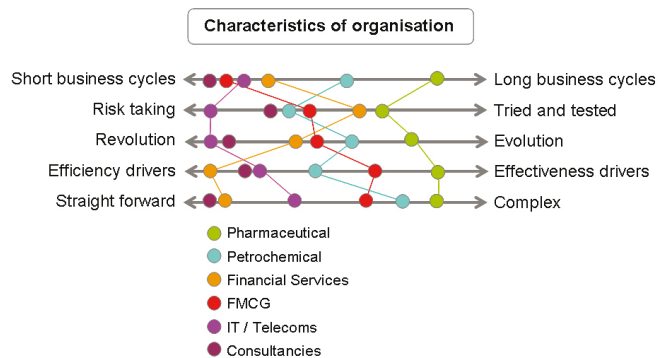 Characteristics of organisation
Short business cycles Long business cycles
Risk taking Tried and tested
Revolution Evolution
Efficiency drivers Effectiveness drivers
Straight forward Complex
Pharmaceutical
Petrochemical
Financial Services
FMCG
IT / Telecoms
Consultancies